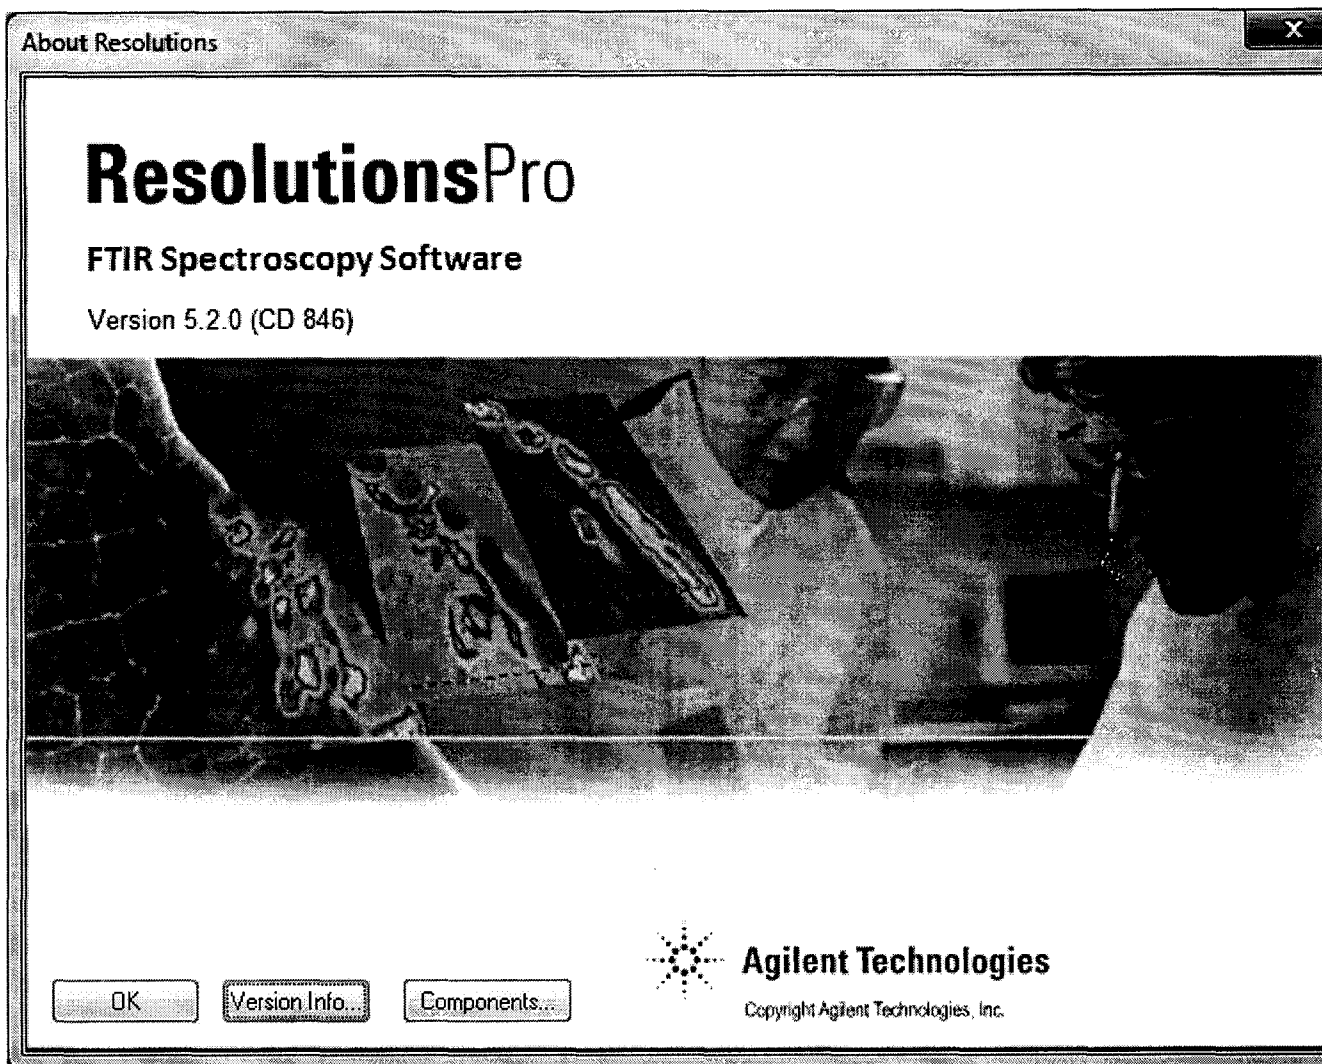 About Resolutions
X
ResolutionsPro
FTIR Spectroscopy Software
Version 5.2.0 (CD 846)
Agilent Technologies
Copyright Agilent Technologies, Inc.
OK
Version Info...
Components...